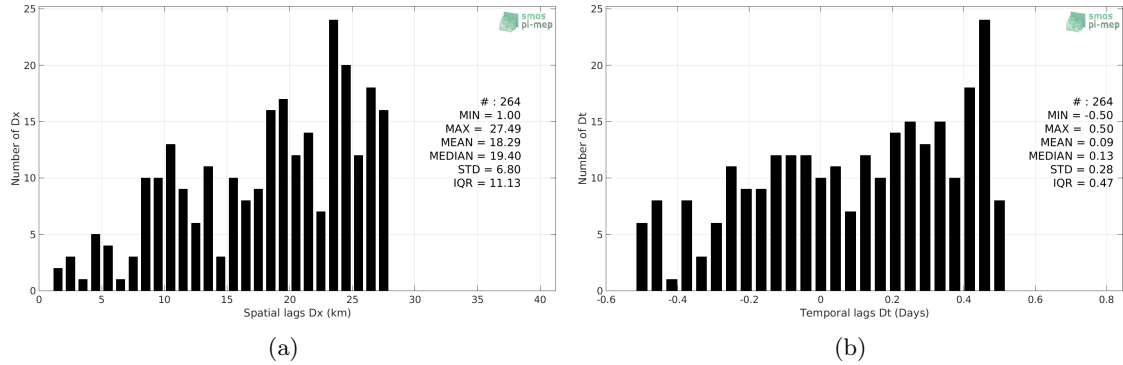 25
20
15
10
5
0
Number of Dx
0 5 10 15 20 25 30 35 40
Spatial lags Dx (km)
smos
pi-mep
# : 264
MIN = 1.00
MAX = 27.49
MEAN = 18.29
MEDIAN = 19.40
STD = 6.80
IQR = 11.13
(a)
25
20
15
10
5
0
Number of Dt
-0.6 -0.4 -0.2 0 0.2 0.4 0.6 0.8
Temporal lags Dt (Days)
smos
pi-mep
# : 264
MIN = -0.50
MAX = 0.50
MEAN = 0.09
MEDIAN = 0.13
STD = 0.28
IQR = 0.47
(b)